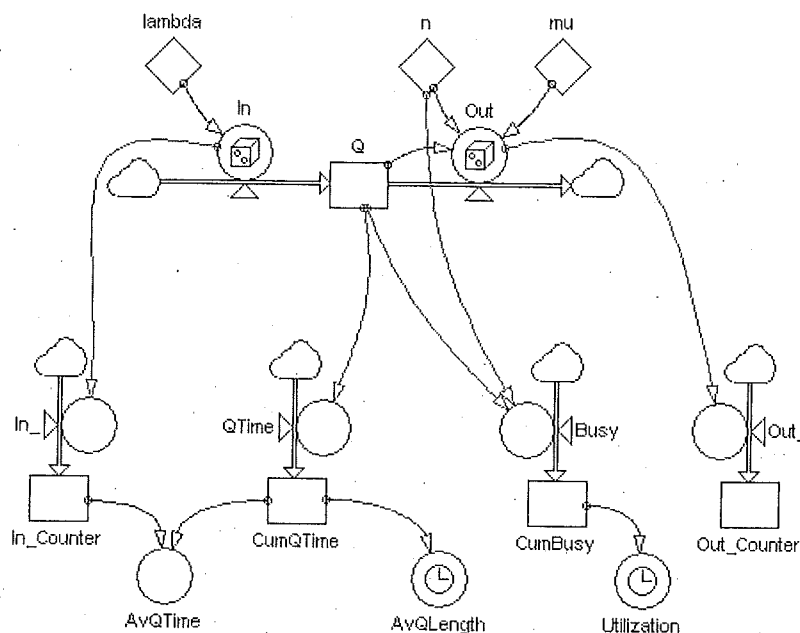 lambda
n
mu
In
Out
Q
In_
QTime
Busy
Out_
In_Counter
CumQTime
CumBusy
Out_Counter
AvQTime
AvQLength
Utilization